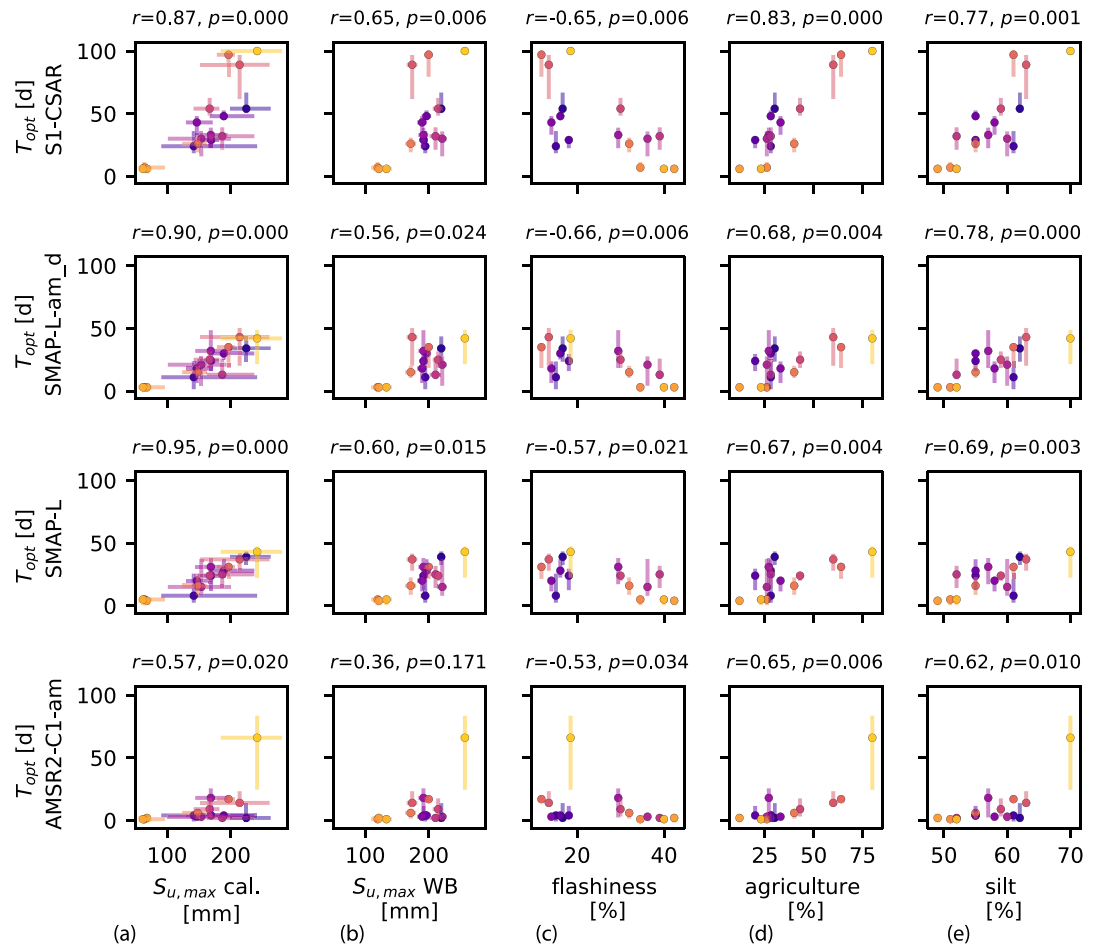 r=0.87, p=0.000 r=0.65, p=0.006 r=-0.65, p=0.006 r=0.83, p=0.000 r=0.77, p=0.001
T_opt [d]
S1-CSAR
100
50
0
r=0.90, p=0.000 r=0.56, p=0.024 r=-0.66, p=0.006 r=0.68, p=0.004 r=0.78, p=0.000
T_opt [d]
SMAP-L-am_d
100
50
0
r=0.95, p=0.000 r=0.60, p=0.015 r=-0.57, p=0.021 r=0.67, p=0.004 r=0.69, p=0.003
T_opt [d]
SMAP-L
100
50
0
r=0.57, p=0.020 r=0.36, p=0.171 r=-0.53, p=0.034 r=0.65, p=0.006 r=0.62, p=0.010
T_opt [d]
AMSR2-C1-am
100
50
0
100 200 100 200 20 40 25 50 75 50 60 70
S_u,max cal. S_u,max WB flashiness agriculture silt
[mm] [mm] [%] [%] [%]
(a) (b) (c) (d) (e)